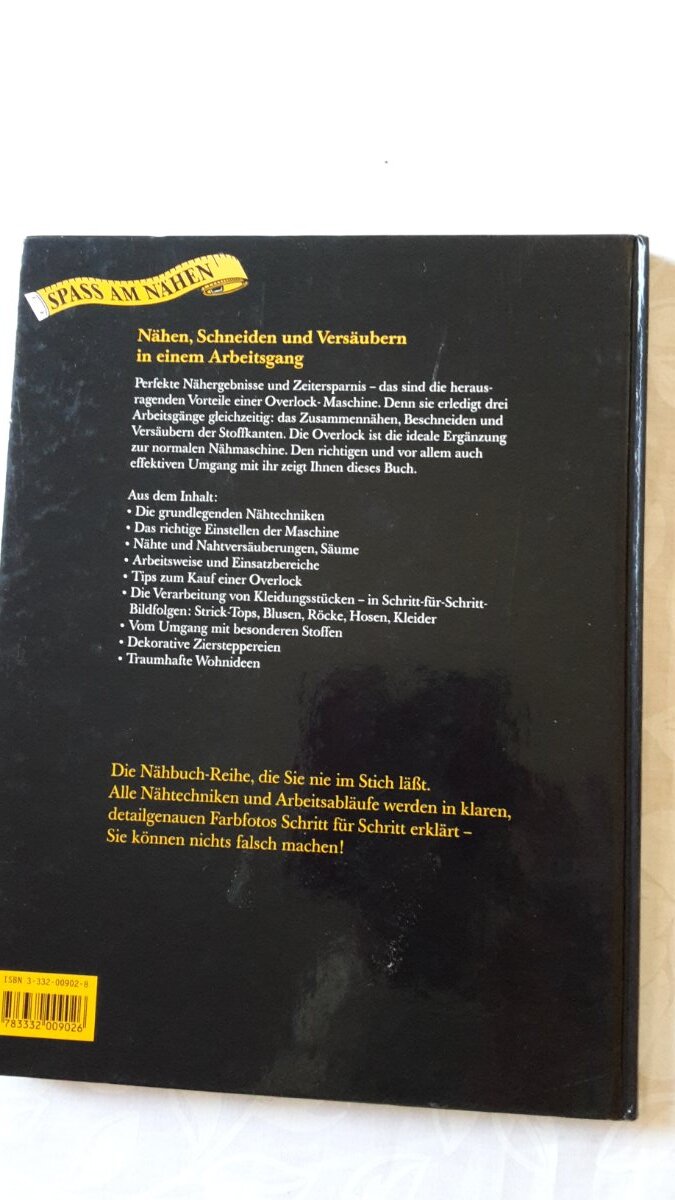 SPASS AM NÄHEN
Nähen, Schneiden und Versäubern
in einem Arbeitsgang
Perfekte Nähergebnisse und Zeitersparnis – das sind die heraus-
ragenden Vorteile einer Overlock-Maschine. Denn sie erledigt drei
Arbeitsgänge gleichzeitig: das Zusammennähen, Beschneiden und
Versäubern der Stoffkanten. Die Overlock ist die ideale Ergänzung
zur normalen Nähmaschine. Den richtigen und vor allem auch
effektiven Umgang mit ihr zeigt Ihnen dieses Buch.
Aus dem Inhalt:
• Die grundlegenden Nähtechniken
• Das richtige Einstellen der Maschine
• Nähte und Nahtversäuberungen, Säume
• Arbeitsweise und Einsatzbereiche
• Tips zum Kauf einer Overlock
• Die Verarbeitung von Kleidungsstücken – in Schritt-für-Schritt-
Bildfolgen: Strick-Tops, Blusen, Röcke, Hosen, Kleider
• Vom Umgang mit besonderen Stoffen
• Dekorative Ziersteppereien
• Traumhafte Wohnideen
Die Nähbuch-Reihe, die Sie nie im Stich läßt.
Alle Nähtechniken und Arbeitsabläufe werden in klaren,
detailgenauen Farbfotos Schritt für Schritt erklärt –
Sie können nichts falsch machen!
ISBN 3-332-00902-8
783332 009026